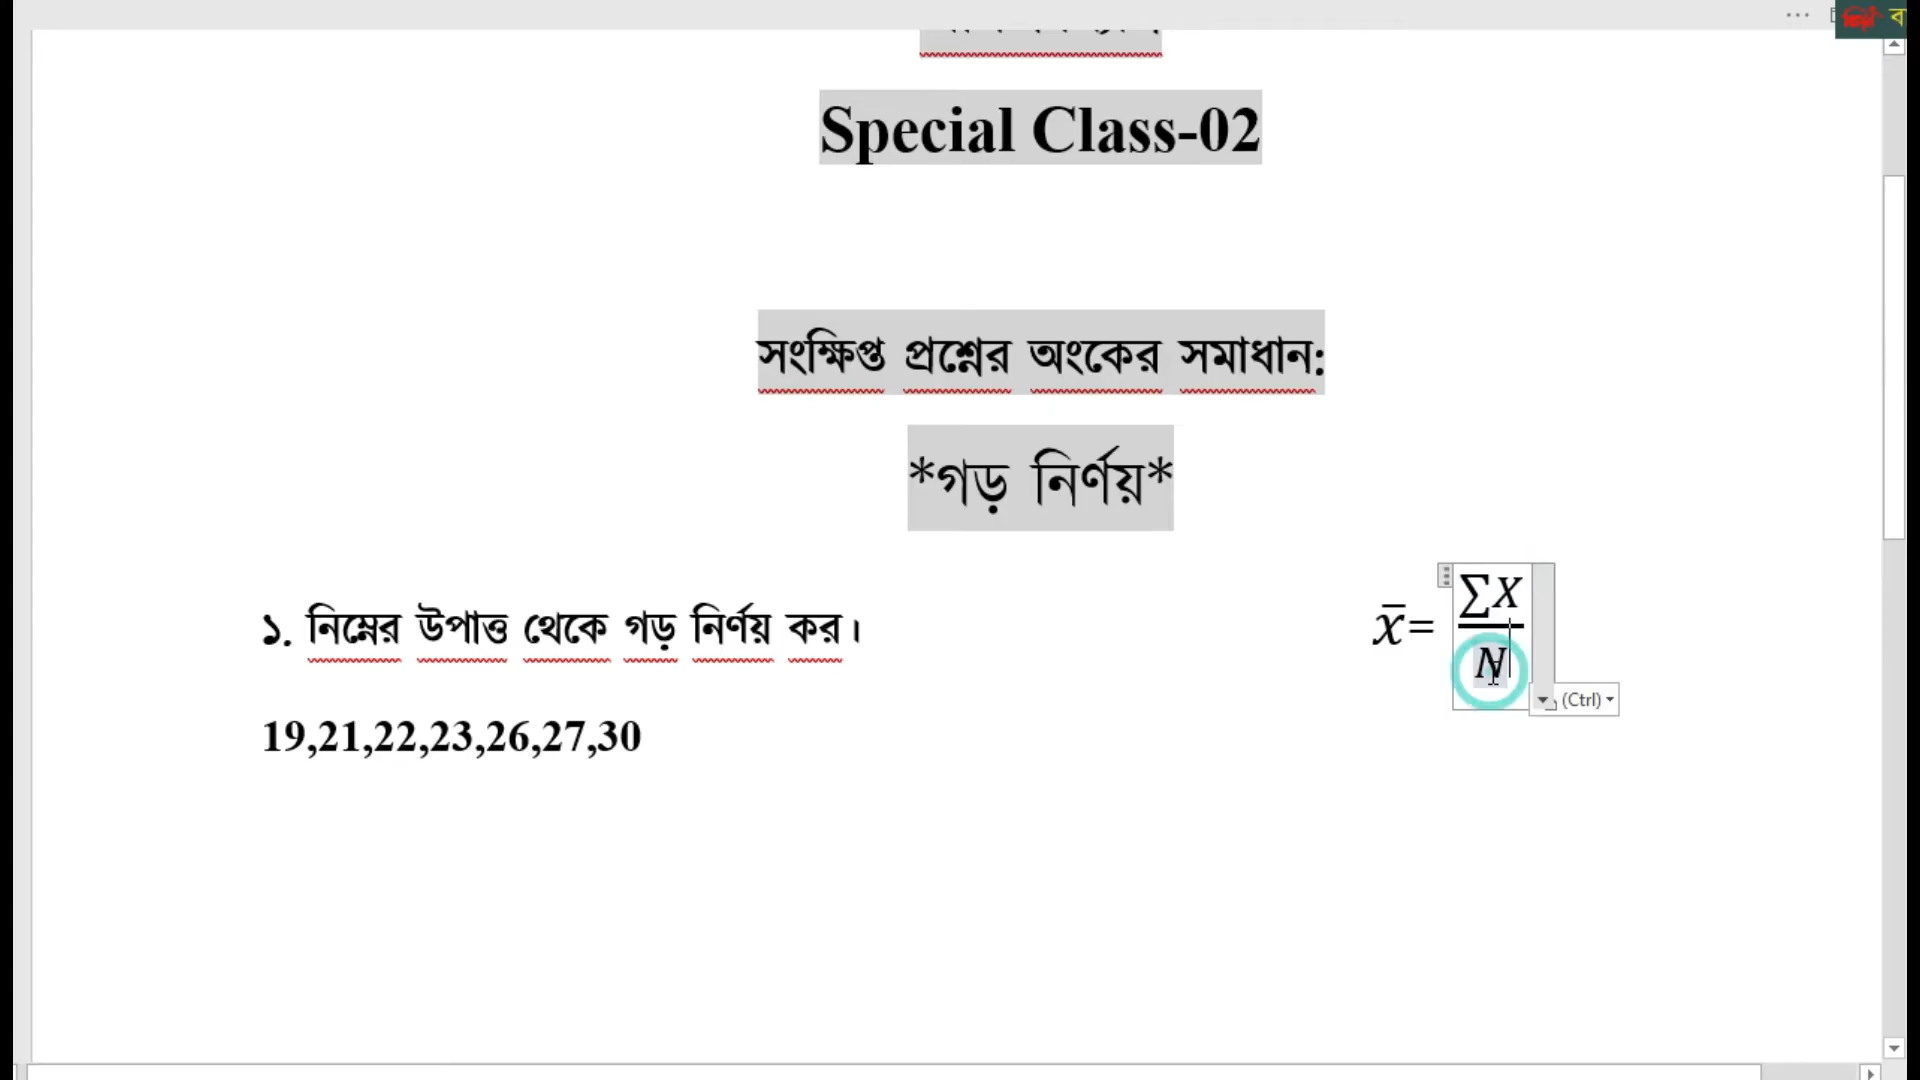 Special Class-02
সংক্ষিপ্ত প্রশ্নের অংকের সমাধান:
*গড় নির্ণয়*
১. নিম্নের উপাত্ত থেকে গড় নির্ণয় কর।
x̄= ∑X/N
(Ctrl)
19,21,22,23,26,27,30